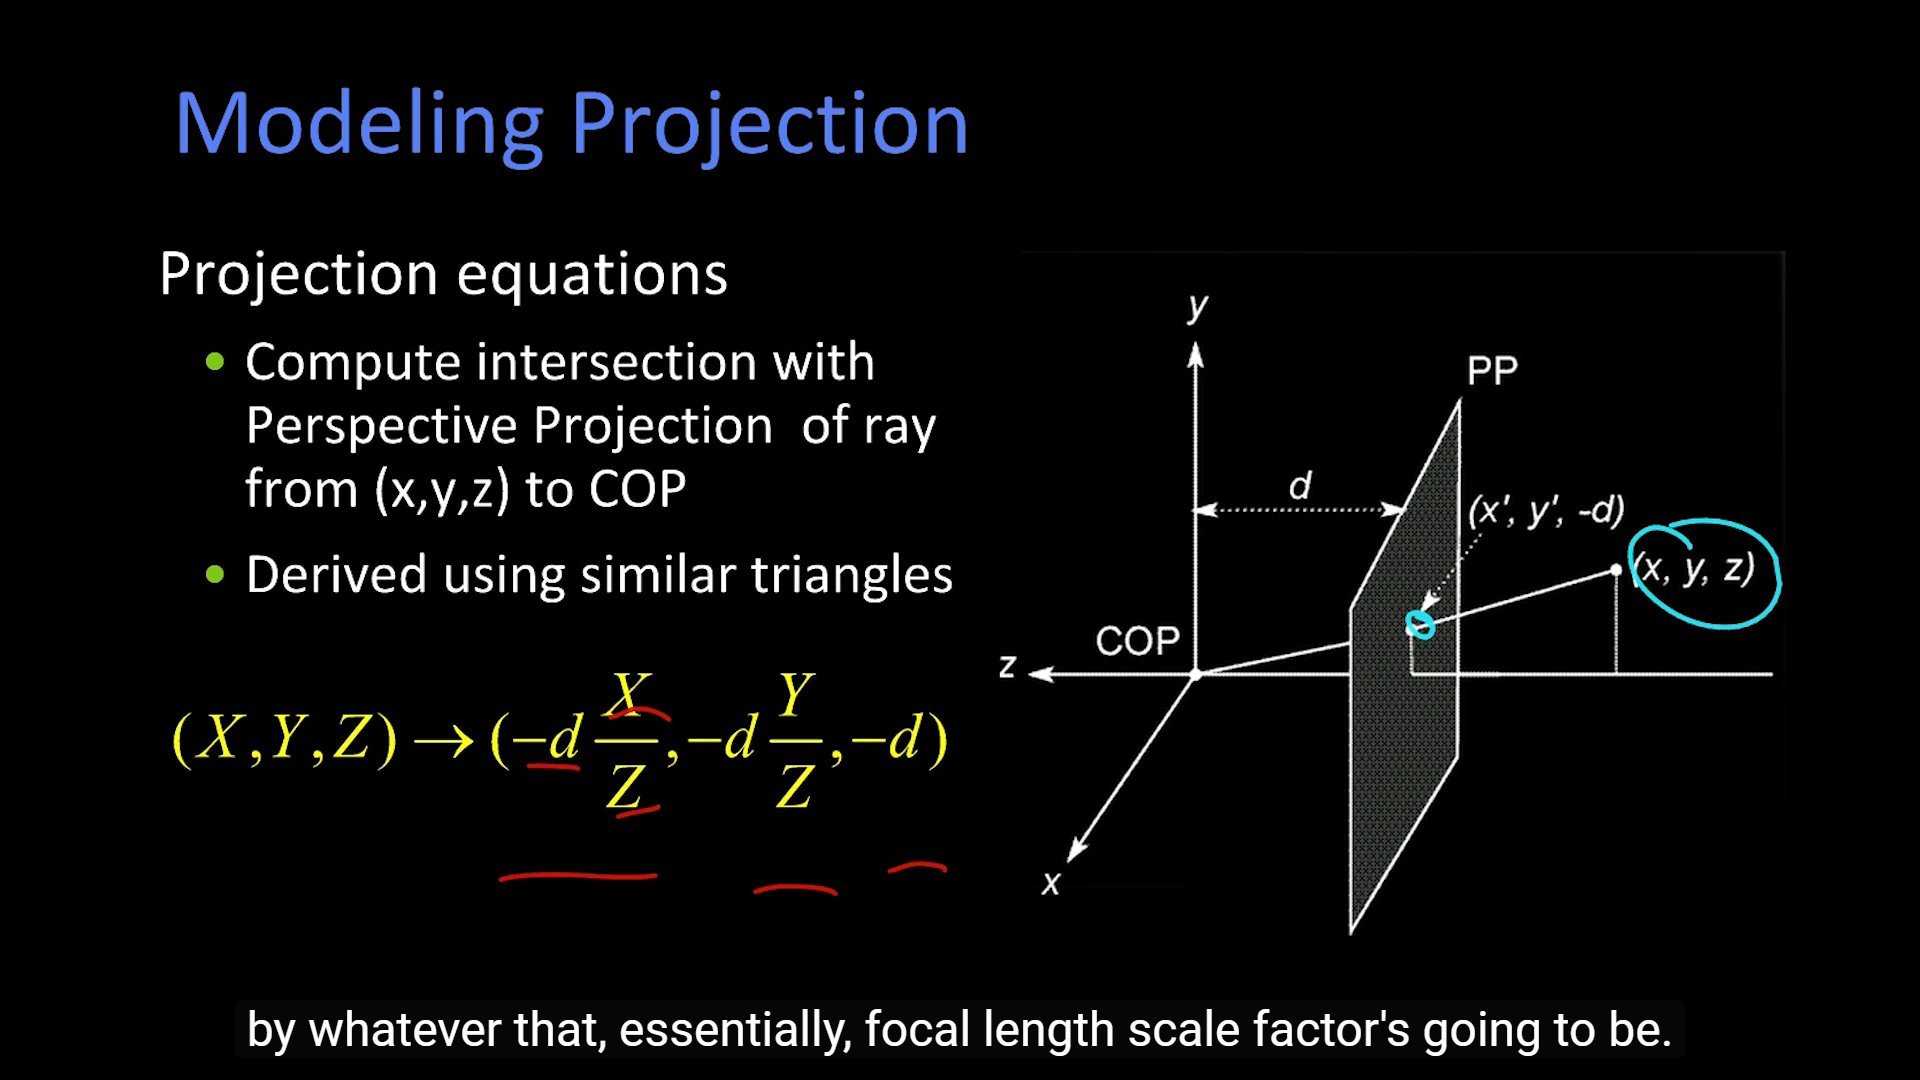 Modeling Projection
Projection equations
• Compute intersection with
Perspective Projection of ray
from (x,y,z) to COP
• Derived using similar triangles
(X,Y,Z) → (−d X/Z, −d Y/Z, −d)
y
PP
d
(x', y', -d)
(x, y, z)
COP
z
x
by whatever that, essentially, focal length scale factor's going to be.